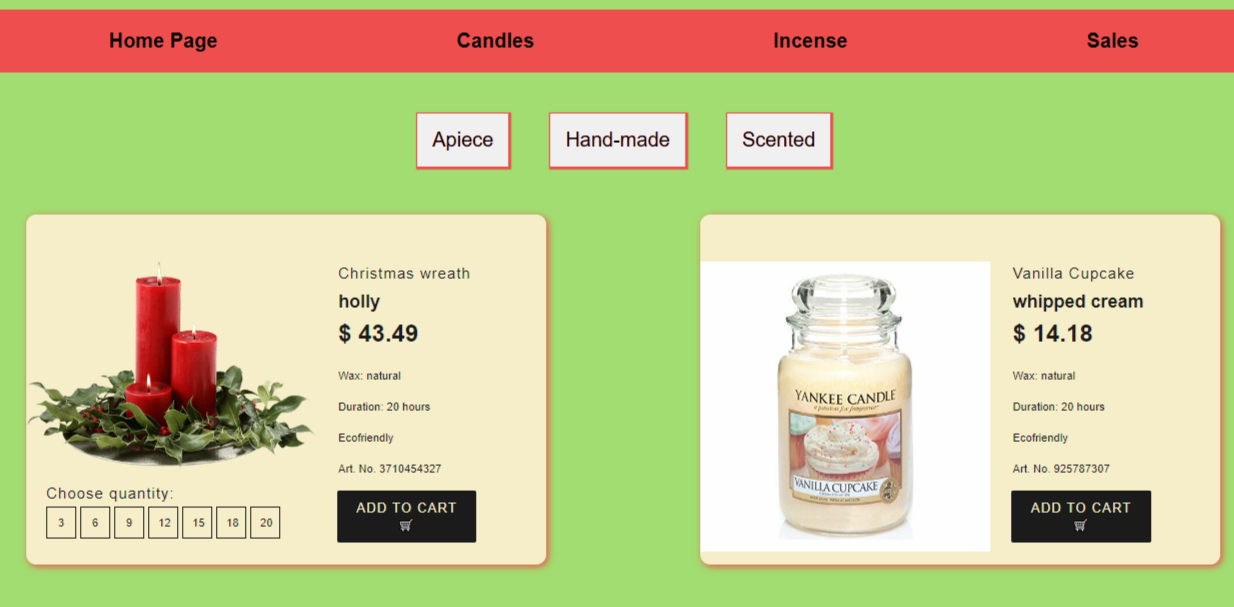 Home Page Candles Incense Sales
Apiece Hand-made Scented
Christmas wreath
holly
$ 43.49
Wax: natural
Duration: 20 hours
Ecofriendly
Art. No. 3710454327
Choose quantity:
3 6 9 12 15 18 20
ADD TO CART
YANKEE CANDLE
a passion for fragrance
VANILLA CUPCAKE
Vanilla Cupcake
whipped cream
$ 14.18
Wax: natural
Duration: 20 hours
Ecofriendly
Art. No. 925787307
ADD TO CART